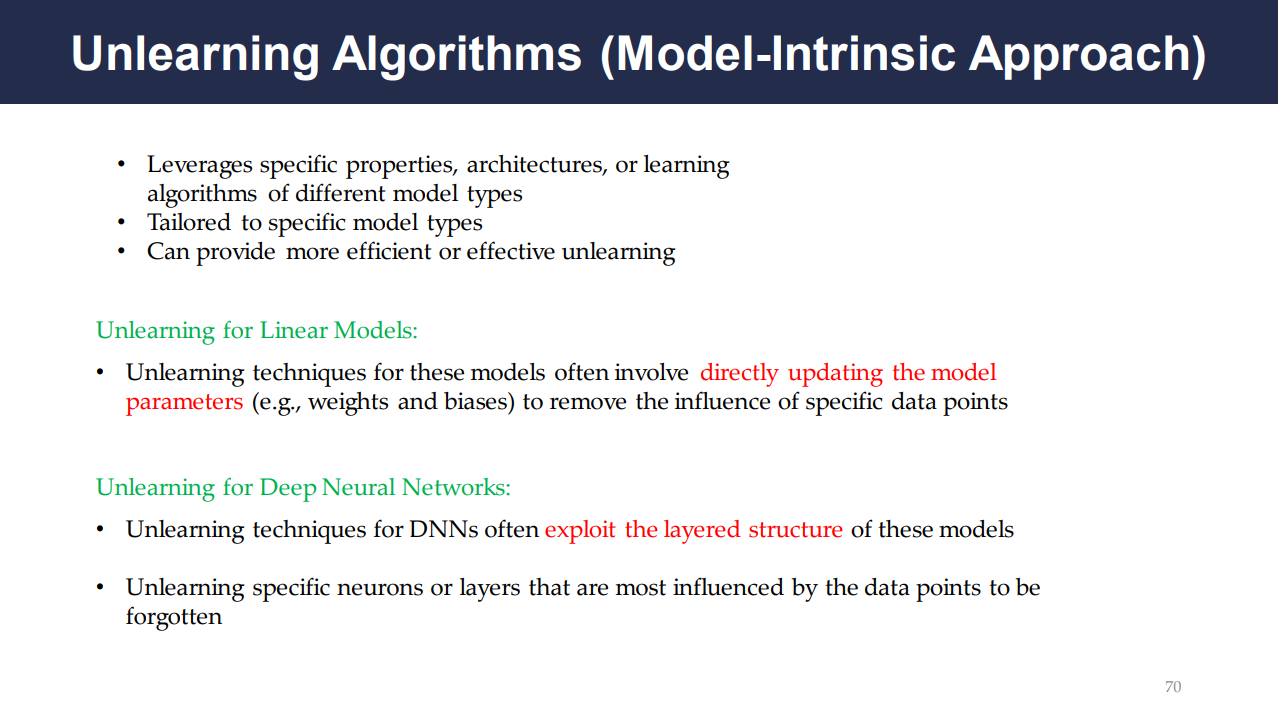 Unlearning Algorithms (Model-Intrinsic Approach)
• Leverages specific properties, architectures, or learning
algorithms of different model types
• Tailored to specific model types
• Can provide more efficient or effective unlearning
Unlearning for Linear Models:
• Unlearning techniques for these models often involve directly updating the model
parameters (e.g., weights and biases) to remove the influence of specific data points
Unlearning for Deep Neural Networks:
• Unlearning techniques for DNNs often exploit the layered structure of these models
• Unlearning specific neurons or layers that are most influenced by the data points to be
forgotten
70